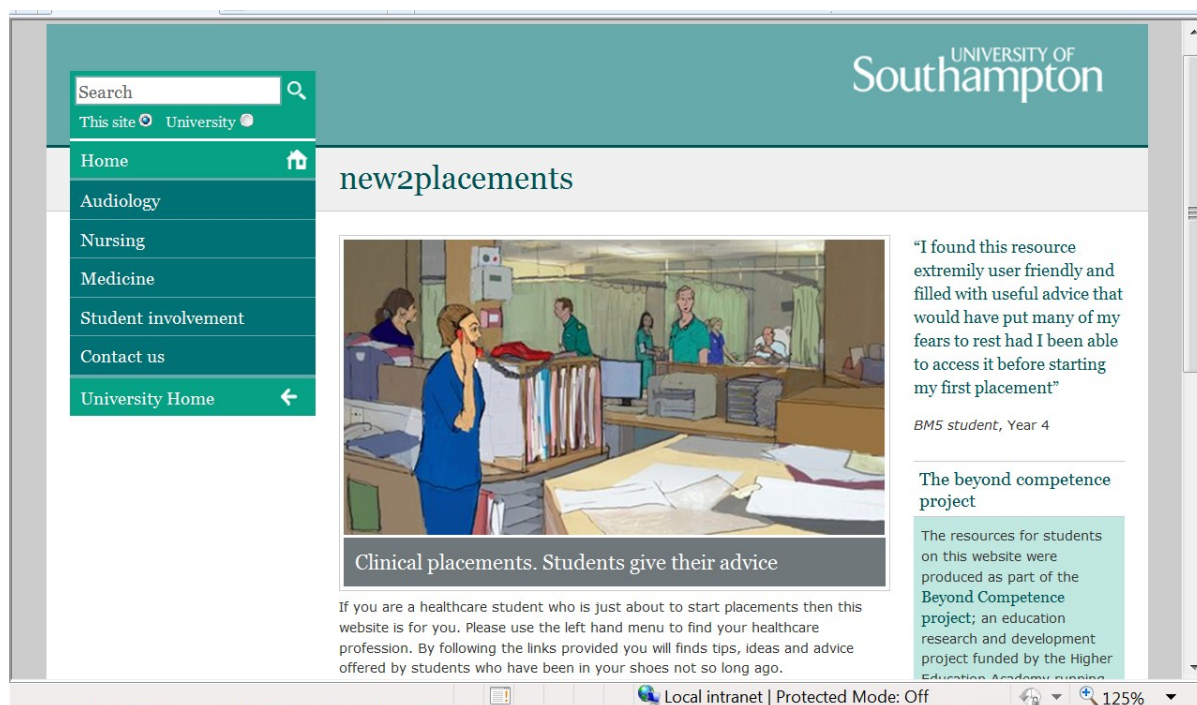 UNIVERSITY OF
Southampton
Search
This site University
Home
Audiology
Nursing
Medicine
Student involvement
Contact us
University Home
new2placements
Clinical placements. Students give their advice
If you are a healthcare student who is just about to start placements then this
website is for you. Please use the left hand menu to find your healthcare
profession. By following the links provided you will finds tips, ideas and advice
offered by students who have been in your shoes not so long ago.
“I found this resource
extremily user friendly and
filled with useful advice that
would have put many of my
fears to rest had I been able
to access it before starting
my first placement”
BM5 student, Year 4
The beyond competence
project
The resources for students
on this website were
produced as part of the
Beyond Competence
project; an education
research and development
project funded by the Higher
Education Academy running
Local intranet | Protected Mode: Off
125%